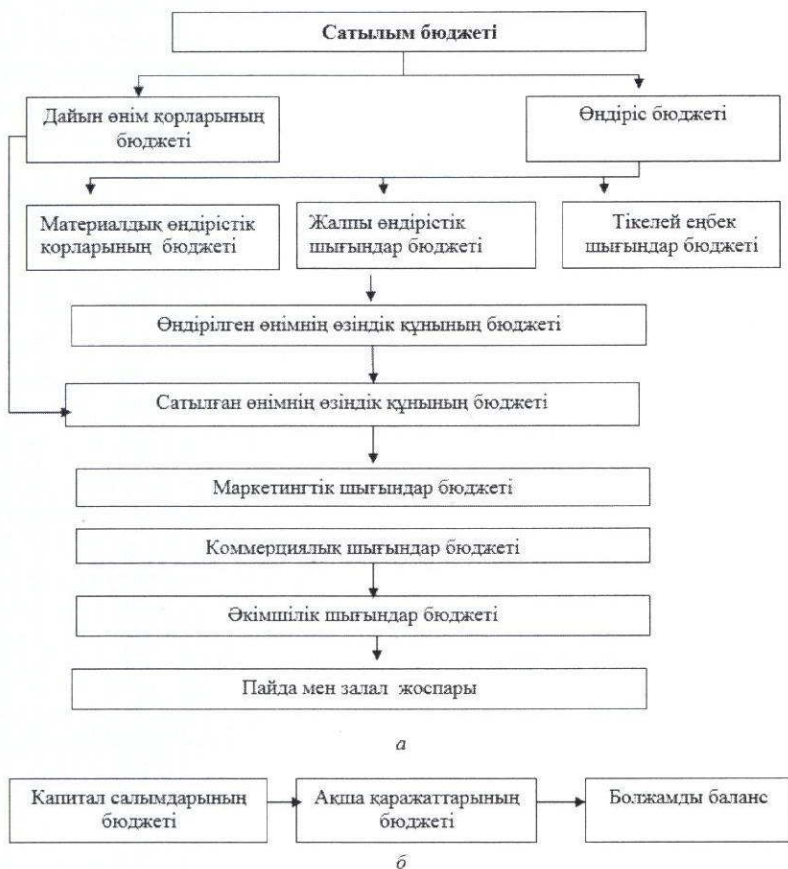 Сатылым бюджеті
Дайын өнім қорларының
бюджеті
Өндіріс бюджеті
Материалдық өндірістік
қорларының бюджеті
Жалпы өндірістік
шығындар бюджеті
Тікелей еңбек
шығындар бюджеті
Өндірілген өнімнің өзіндік құнының бюджеті
Сатылған өнімнің өзіндік құнының бюджеті
Маркетингтік шығындар бюджеті
Коммерциялық шығындар бюджеті
Әкімшілік шығындар бюджеті
Пайда мен залал жоспары
а
Капитал салымдарының
бюджеті
Ақша қаражаттарының
бюджеті
Болжамды баланс
б